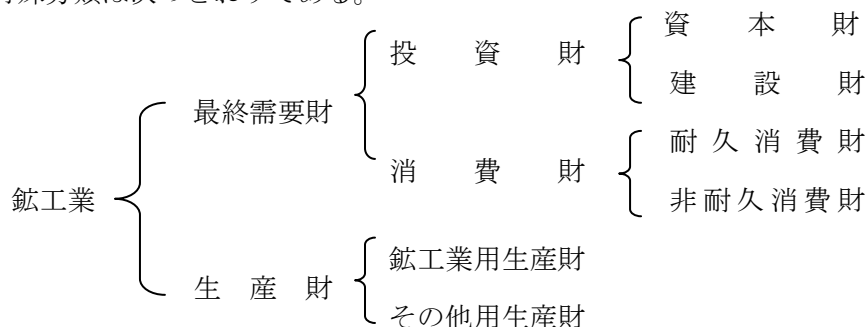 資本財
投資財
建設財
最終需要財
耐久消費財
消費財
非耐久消費財
鉱工業
鉱工業用生産財
生産財
その他用生産財